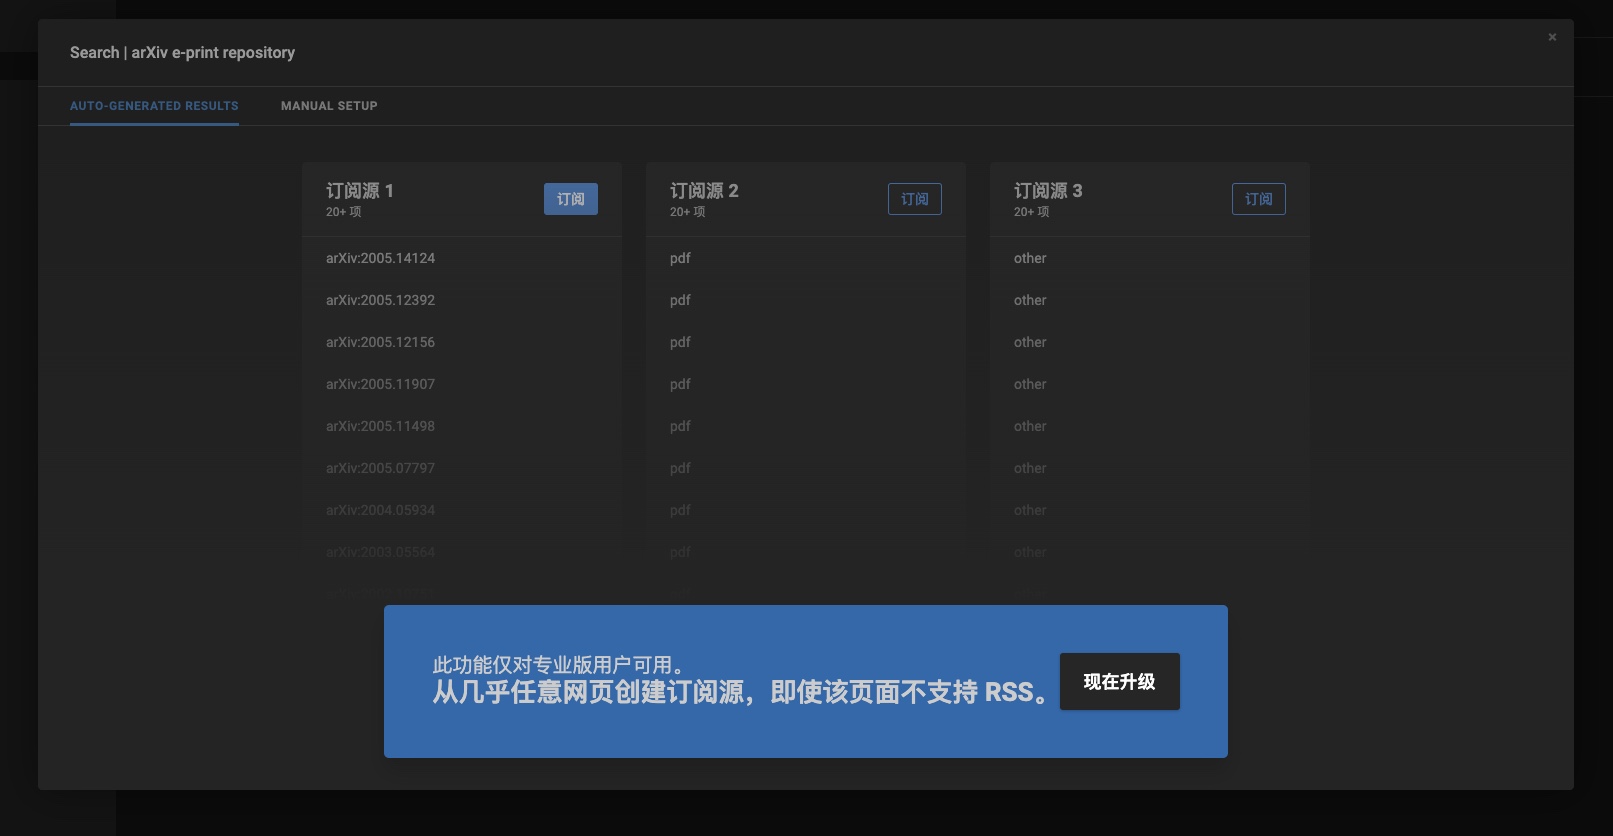 Search | arXiv e-print repository
×
AUTO-GENERATED RESULTS
MANUAL SETUP
订阅源 1
20+ 项
订阅
arXiv:2005.14124
arXiv:2005.12392
arXiv:2005.12156
arXiv:2005.11907
arXiv:2005.11498
arXiv:2005.07797
arXiv:2004.05934
arXiv:2003.05564
订阅源 2
20+ 项
订阅
pdf
pdf
pdf
pdf
pdf
pdf
pdf
pdf
订阅源 3
20+ 项
订阅
other
other
other
other
other
other
other
other
此功能仅对专业版用户可用。
从几乎任意网页创建订阅源，即使该页面不支持 RSS。
现在升级